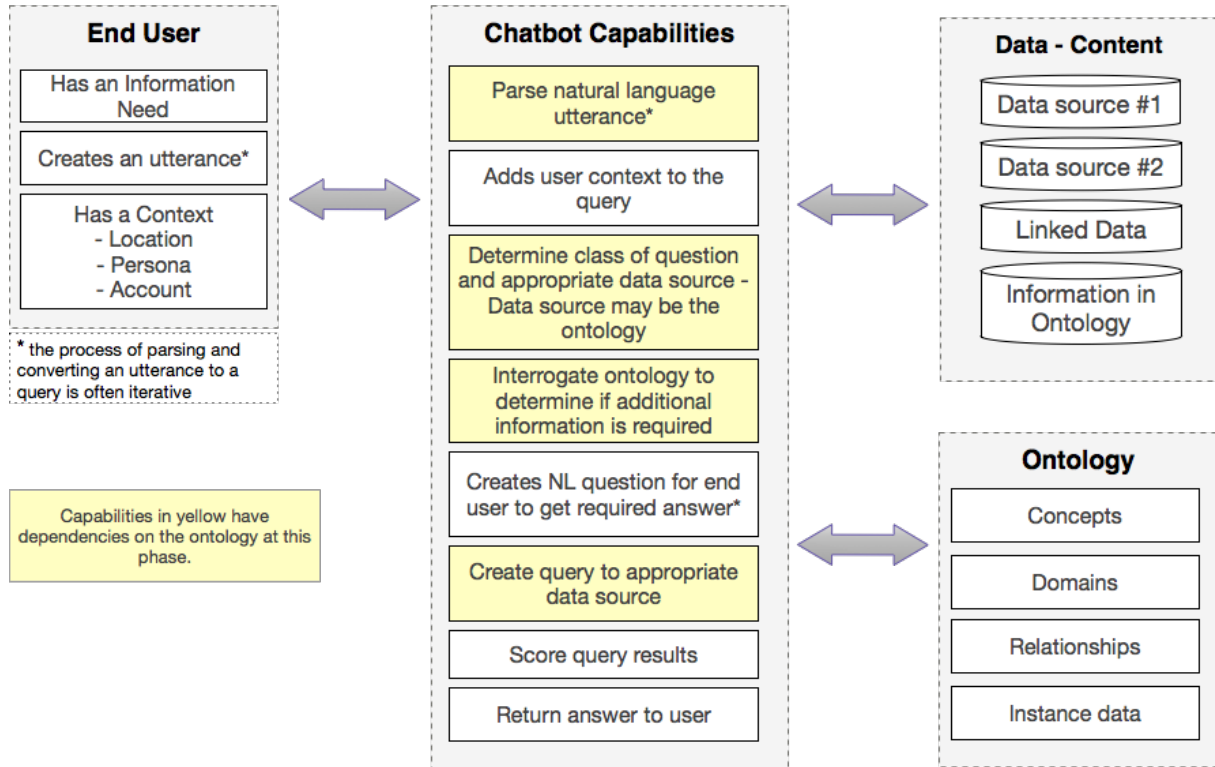 End User
Has an Information
Need
Creates an utterance*
Has a Context
- Location
- Persona
- Account
* the process of parsing and
converting an utterance to a
query is often iterative
Capabilities in yellow have
dependencies on the ontology at this
phase.
Chatbot Capabilities
Parse natural language
utterance*
Adds user context to the
query
Determine class of question
and appropriate data source -
Data source may be the
ontology
Interrogate ontology to
determine if additional
information is required
Creates NL question for end
user to get required answer*
Create query to appropriate
data source
Score query results
Return answer to user
Data - Content
Data source #1
Data source #2
Linked Data
Information in
Ontology
Ontology
Concepts
Domains
Relationships
Instance data